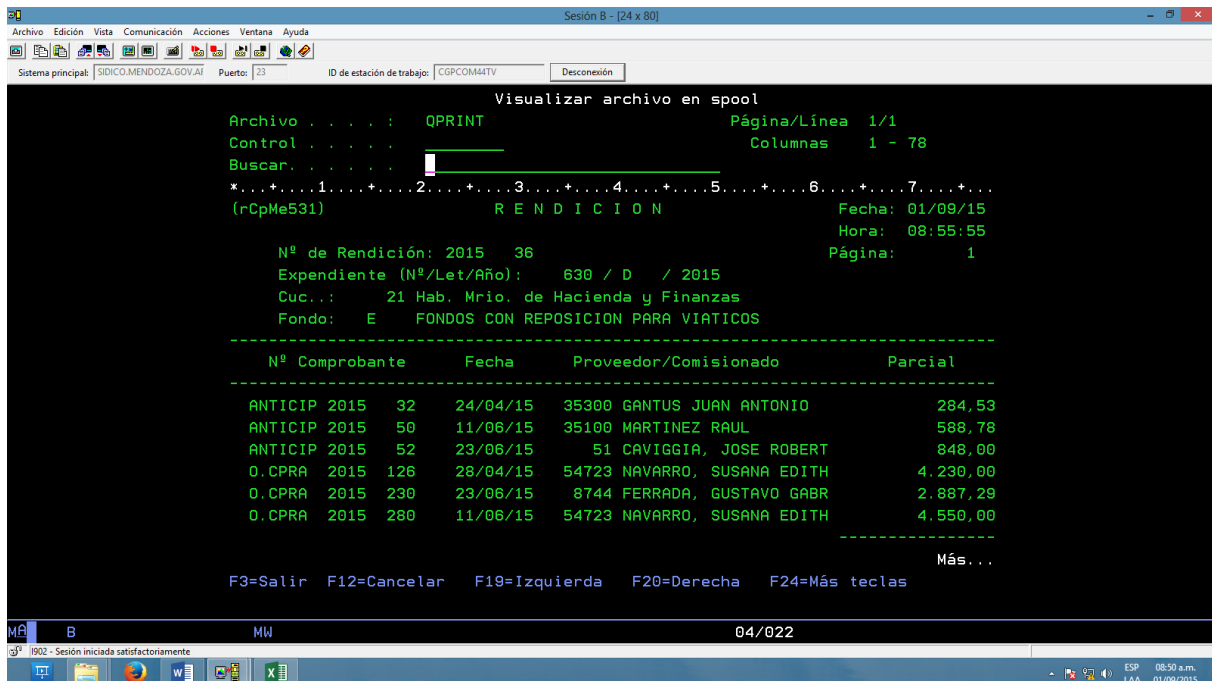 Sesión B - [24 x 80]
Archivo Edición Vista Comunicación Acciones Ventana Ayuda
Sistema principal: SIDICO.MENDOZA.GOV.AF Puerto: 23 ID de estación de trabajo: CGPCOM44TV Desconexión
Visualizar archivo en spool
Archivo . . . . : QPRINT Página/Línea 1/1
Control . . . . . Columnas 1 - 78
Buscar. . . . . .
*...+....1....+....2....+....3....+....4....+....5....+....6....+....7....+...
(rCpMe531) R E N D I C I O N Fecha: 01/09/15
Hora: 08:55:55
Nº de Rendición: 2015 36 Página: 1
Expendiente (Nº/Let/Año): 630 / D / 2015
Cuc..: 21 Hab. Mrio. de Hacienda y Finanzas
Fondo: E FONDOS CON REPOSICION PARA VIATICOS
------------------------------------------------------------------------------
Nº Comprobante Fecha Proveedor/Comisionado Parcial
------------------------------------------------------------------------------
ANTICIP 2015 32 24/04/15 35300 GANTUS JUAN ANTONIO 284,53
ANTICIP 2015 50 11/06/15 35100 MARTINEZ RAUL 588,78
ANTICIP 2015 52 23/06/15 51 CAVIGGIA, JOSE ROBERT 848,00
O.CPRA 2015 126 28/04/15 54723 NAVARRO, SUSANA EDITH 4.230,00
O.CPRA 2015 230 23/06/15 8744 FERRADA, GUSTAVO GABR 2.887,29
O.CPRA 2015 280 11/06/15 54723 NAVARRO, SUSANA EDITH 4.550,00
----------------
Más...
F3=Salir F12=Cancelar F19=Izquierda F20=Derecha F24=Más teclas
MA B MW 04/022
I902 - Sesión iniciada satisfactoriamente
ESP 08:50 a.m.
LAA 01/09/2015